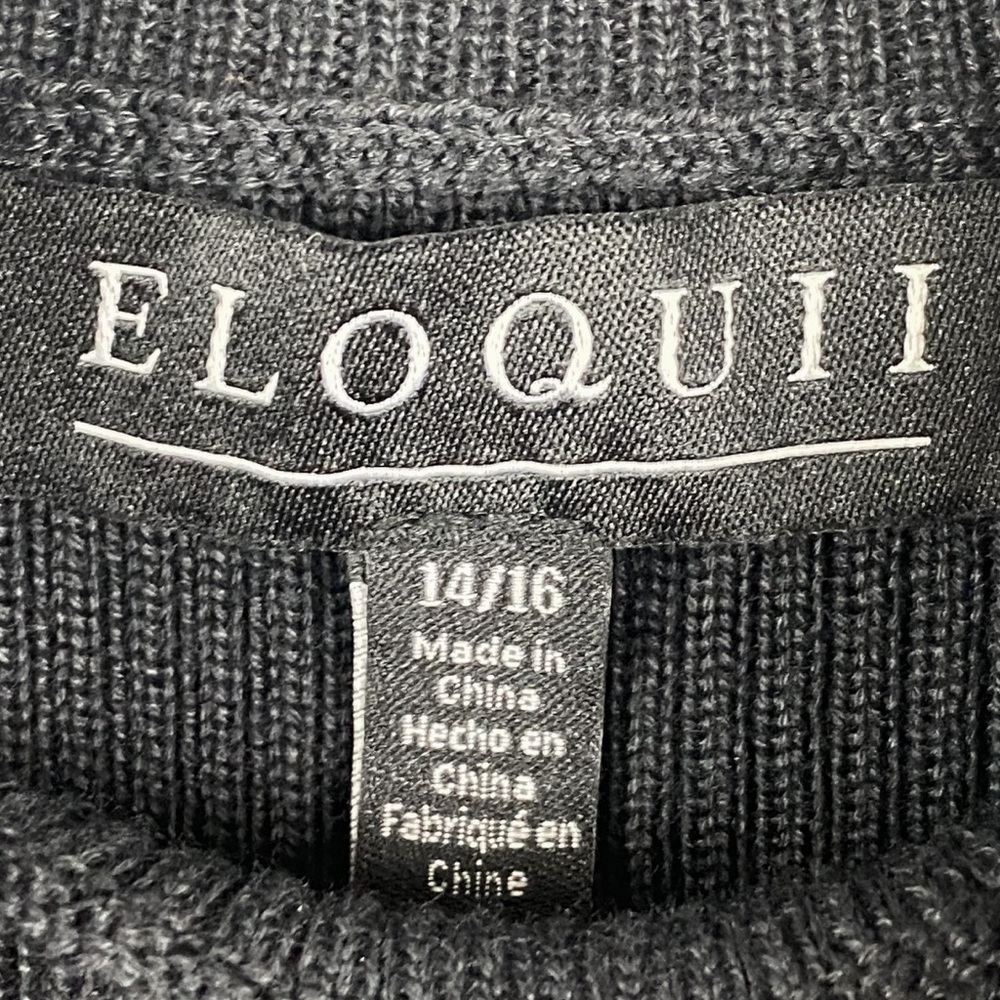 ELOQUII
14/16
Made in
China
Hecho en
China
Fabriqué en
Chine